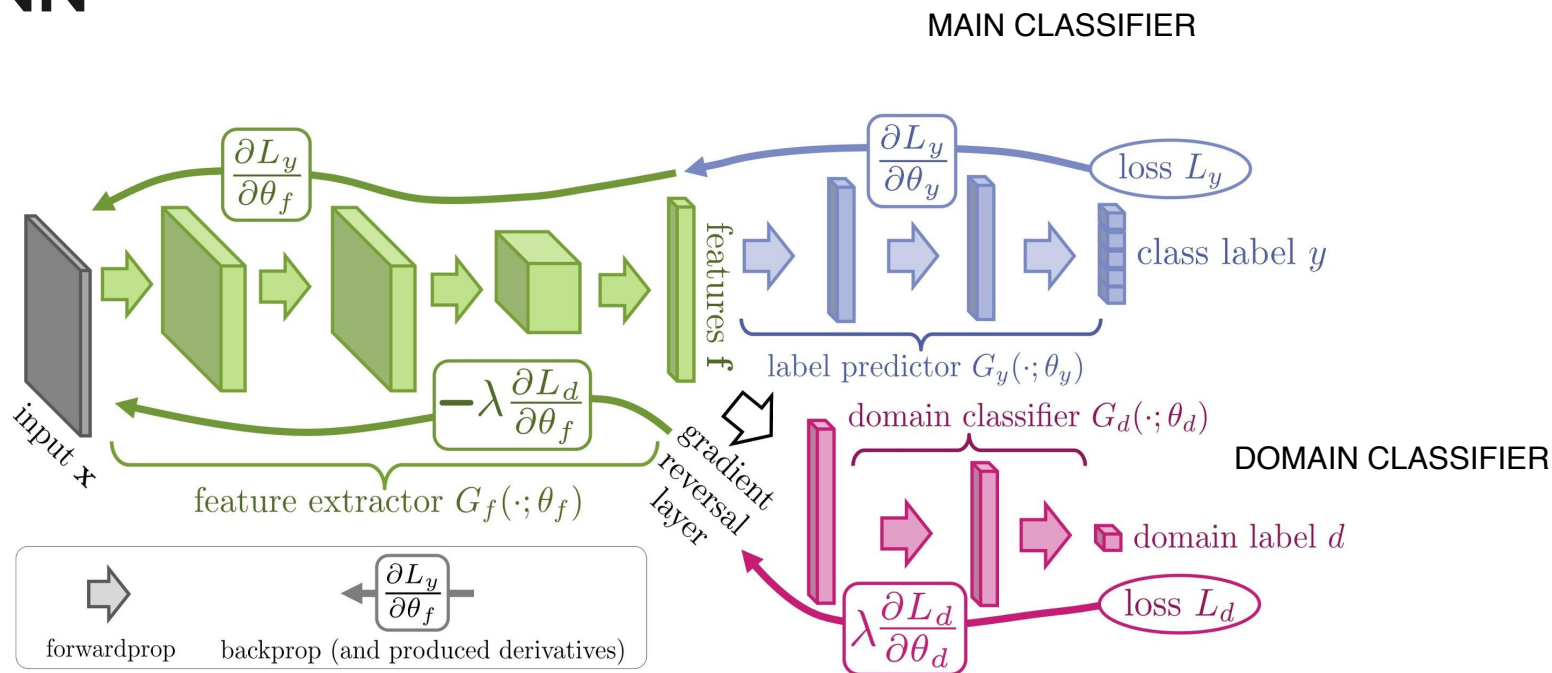 NN
MAIN CLASSIFIER
∂L_y
∂θ_f
∂L_y
∂θ_y
loss L_y
features f
class label y
label predictor G_y(·; θ_y)
−λ ∂L_d
∂θ_f
input x
gradient
reversal
layer
domain classifier G_d(·; θ_d)
DOMAIN CLASSIFIER
feature extractor G_f(·; θ_f)
domain label d
λ ∂L_d
∂θ_d
loss L_d
∂L_y
∂θ_f
forwardprop
backprop (and produced derivatives)